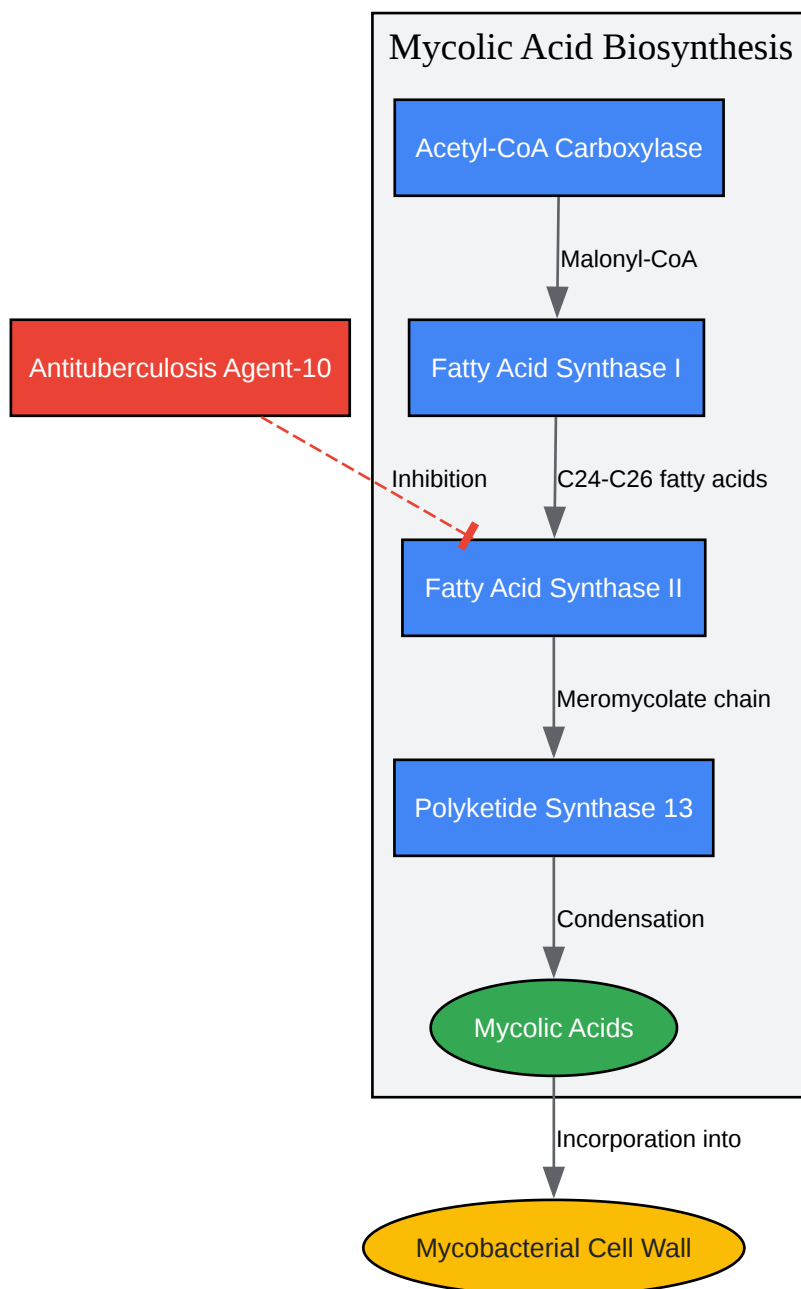 Mycolic Acid Biosynthesis
Acetyl-CoA Carboxylase
Malonyl-CoA
Antituberculosis Agent-10
Fatty Acid Synthase I
Inhibition
C24-C26 fatty acids
Fatty Acid Synthase II
Meromycolate chain
Polyketide Synthase 13
Condensation
Mycolic Acids
Incorporation into
Mycobacterial Cell Wall